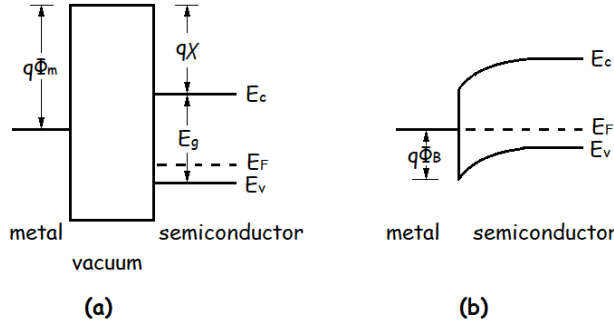 qΦm
qχ
Ec
Eg
EF
Ev
metal
semiconductor
vacuum
(a)
Ec
EF
Ev
qΦB
metal
semiconductor
(b)